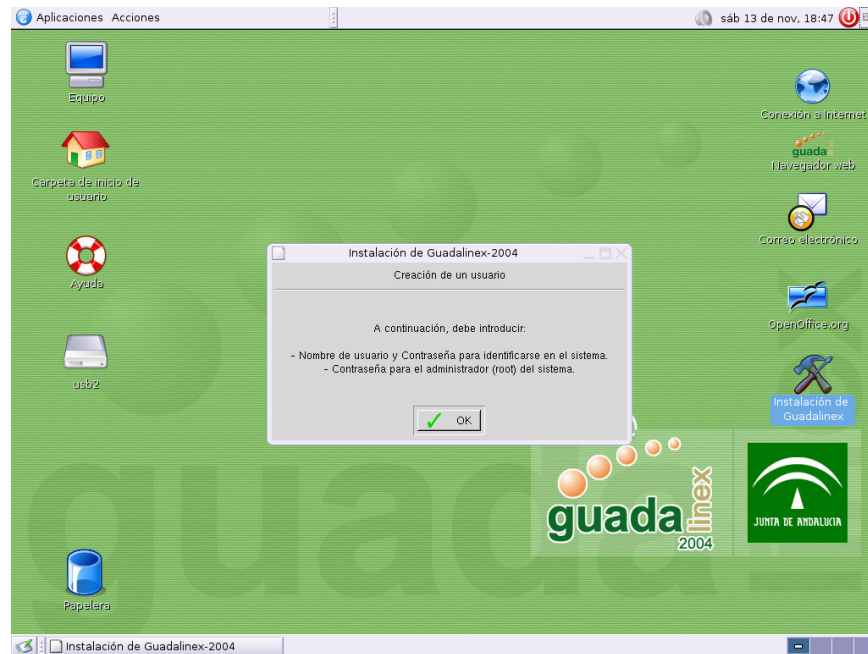 Aplicaciones Acciones
sáb 13 de nov, 18:47
Equipo
Carpeta de inicio de
usuario
Ayuda
usb2
Papelera
Conexión a Internet
guada
Navegador web
Correo electrónico
OpenOffice.org
Instalación de
Guadalinex
Instalación de Guadalinex-2004
Creación de un usuario
A continuación, debe introducir:
- Nombre de usuario y Contraseña para identificarse en el sistema.
- Contraseña para el administrador (root) del sistema.
OK
guadalinex
2004
JUNTA DE ANDALUCIA
guada
Instalación de Guadalinex-2004